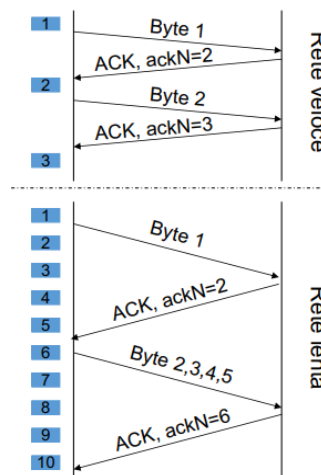 1
Byte 1
ACK, ackN=2
2
Byte 2
ACK, ackN=3
3
Rete veloce
1
2
Byte 1
3
4
ACK, ackN=2
5
6
Byte 2,3,4,5
7
8
ACK, ackN=6
9
10
Rete lenta